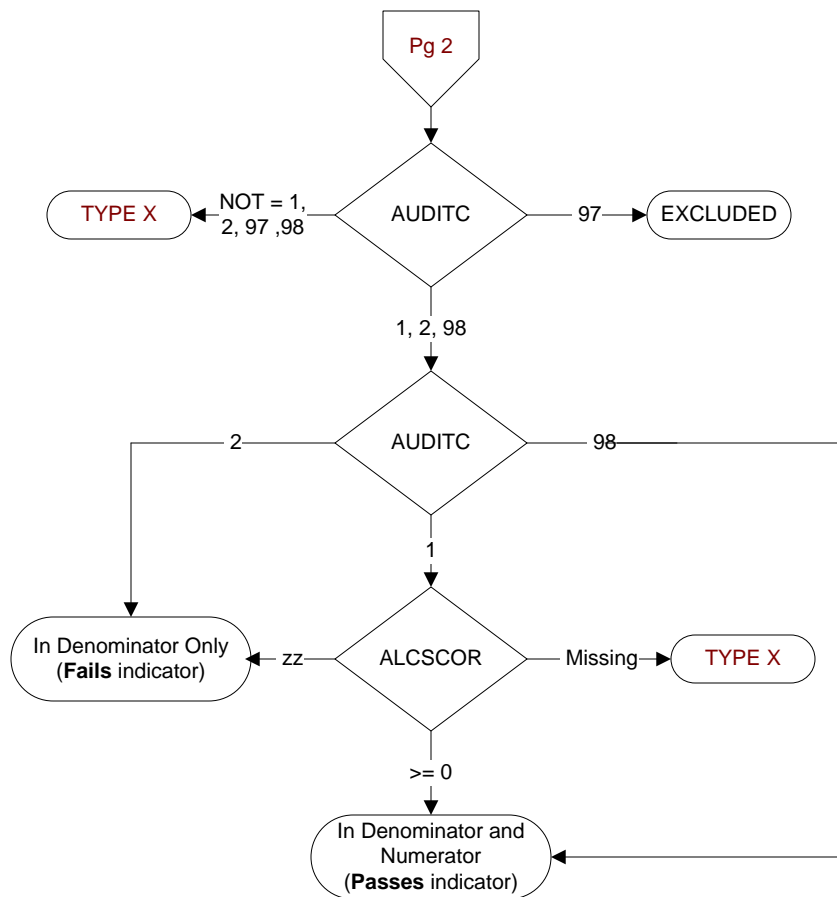 Pg 2
NOT = 1,
2, 97 ,98
TYPE X
AUDITC
97
EXCLUDED
1, 2, 98
2
AUDITC
98
1
In Denominator Only
(Fails indicator)
zz
ALCSCOR
Missing
TYPE X
>= 0
In Denominator and
Numerator
(Passes indicator)